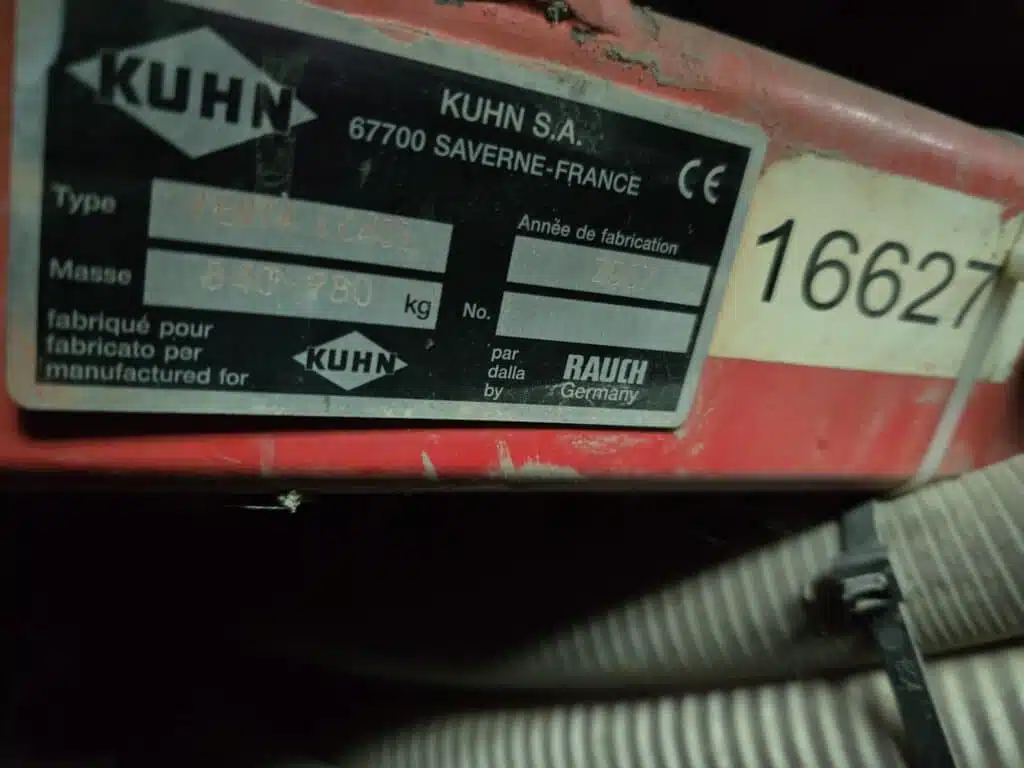 KUHN
KUHN S.A.
67700 SAVERNE-FRANCE
CE
Type
Masse
kg
Anněe de fabrication
No.
fabriqué pour
fabricato per
manufactured for
KUHN
par
dalla
by
RAUCH
Germany
16627